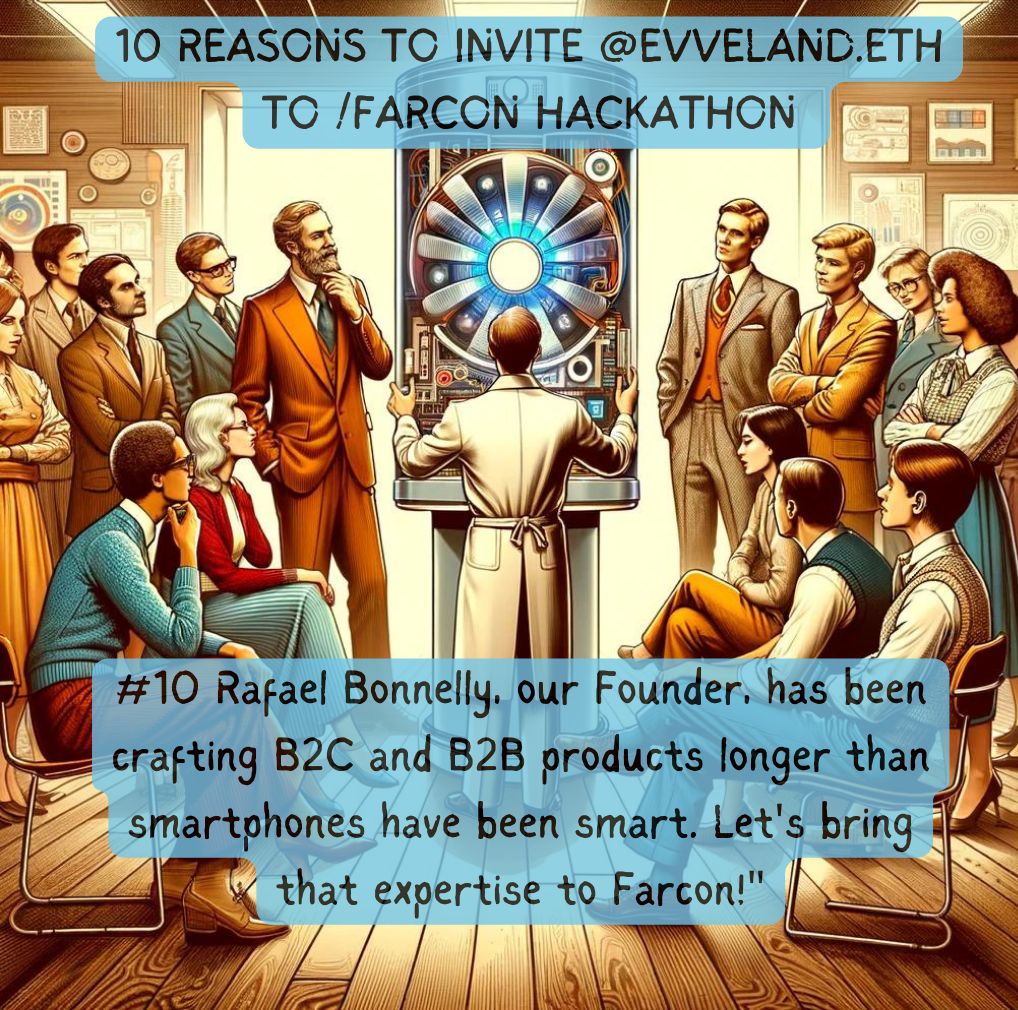 10 REASONS TO INVITE @EVVELAND.ETH
TO /FARCON HACKATHON
#10 Rafael Bonnelly, our Founder, has been
crafting B2C and B2B products longer than
smartphones have been smart. Let's bring
that expertise to Farcon!"